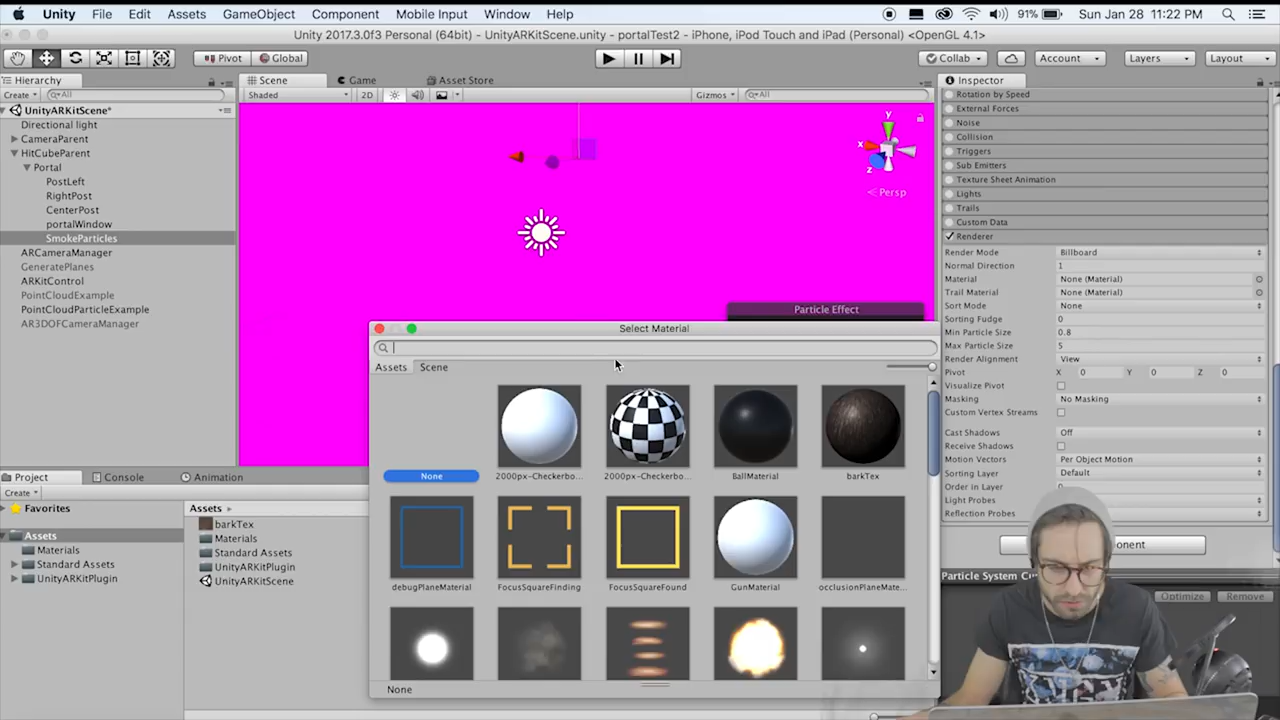 Unity File Edit Assets GameObject Component Mobile Input Window Help 91% Sun Jan 28 11:22 PM
Unity 2017.3.0f3 Personal (64bit) - UnityARKitScene.unity - portalTest2 - iPhone, iPod Touch and iPad (Personal) <OpenGL 4.1>
Pivot Global Collab Account Layers Layout
Hierarchy Scene Game Asset Store Inspector
Create All Shaded 2D Gizmos All Rotation by Speed
UnityARKitScene* External Forces
Directional light Noise
CameraParent Collision
HitCubeParent Triggers
Portal Sub Emitters
PostLeft Texture Sheet Animation
RightPost Lights
CenterPost Trails
portalWindow Custom Data
SmokeParticles Renderer
ARCameraManager Render Mode Billboard
GeneratePlanes Normal Direction 1
ARKitControl Material None (Material)
PointCloudExample Trail Material None (Material)
PointCloudParticleExample Sort Mode None
AR3DOFCameraManager Sorting Fudge 0
y
x
z
Persp
Particle Effect
Min Particle Size 0.8
Max Particle Size 5
Render Alignment View
Pivot X 0 Y 0 Z 0
Visualize Pivot
Masking No Masking
Custom Vertex Streams
Cast Shadows Off
Receive Shadows
Motion Vectors Per Object Motion
Sorting Layer Default
Order in Layer
Light Probes
Reflection Probes
Particle System Cu
Optimize Remove
Select Material
Assets Scene
None 2000px-Checkerbo... 2000px-Checkerbo... BallMaterial barkTex
debugPlaneMaterial FocusSquareFinding FocusSquareFound GunMaterial occlusionPlaneMate...
None
Project Console Animation
Create
Favorites
Assets
Materials
Standard Assets
UnityARKitPlugin
Assets
barkTex
Materials
Standard Assets
UnityARKitPlugin
UnityARKitScene